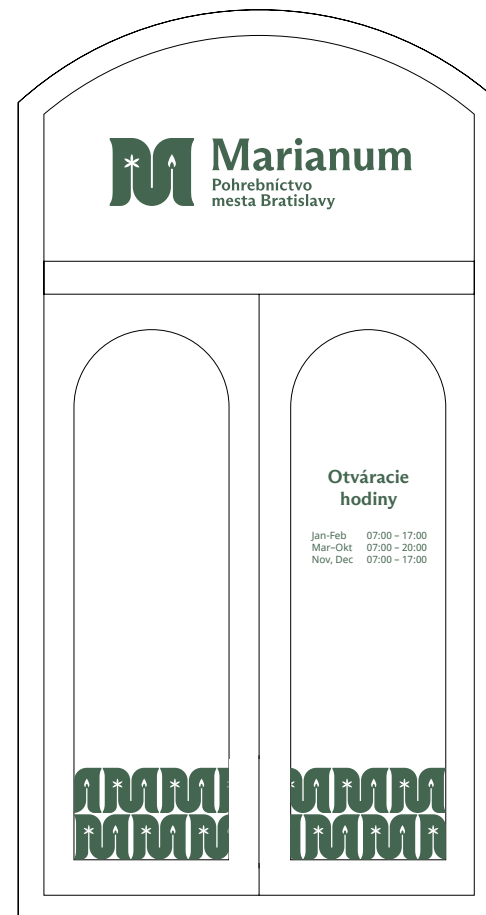 Marianum
Pohrebníctvo
mesta Bratislavy
Otváracie
hodiny
Jan-Feb 07:00 – 17:00
Mar–Okt 07:00 – 20:00
Nov, Dec 07:00 – 17:00